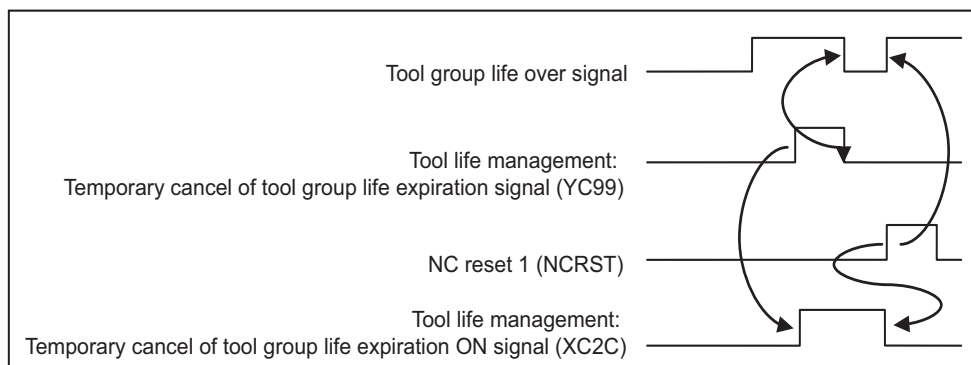 Tool group life over signal
Tool life management:
Temporary cancel of tool group life expiration signal (YC99)
NC reset 1 (NCRST)
Tool life management:
Temporary cancel of tool group life expiration ON signal (XC2C)